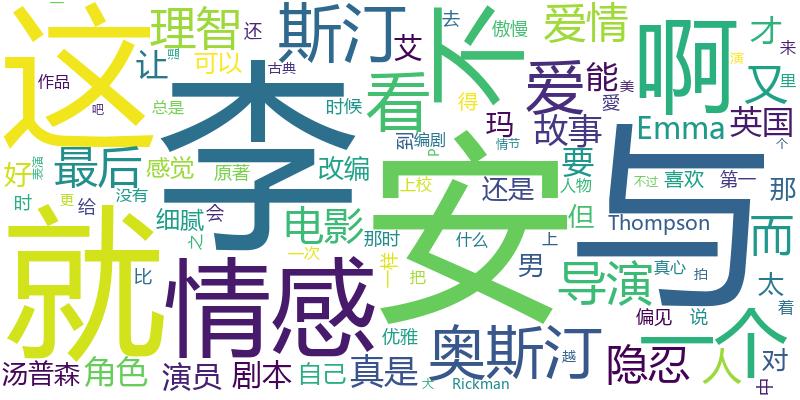 这
李
安
与
就
情感
不
啊
一个
斯汀
奥斯汀
理智
爱情
爱
看
能
故事
Emma
又
才
英国
去
傲慢
来
里
演
美
作品
还
让
可以
艾
得
玛
编剧
P
愛
古典
吧
总是
时候
最后
感觉
原著
改编
上校
还是
要
人物
喜欢
第一
那
不过
情节
个
好
时
给
没有
更
细腻
会
之
电影
那时
什么
上
但
Thompson
而
太
着
比
一次
把
男
导演
真心
拍
偏见
说
优雅
越
隐忍
人
对
汤普森
角色
演员
剧本
自己
真是
大
Rickman